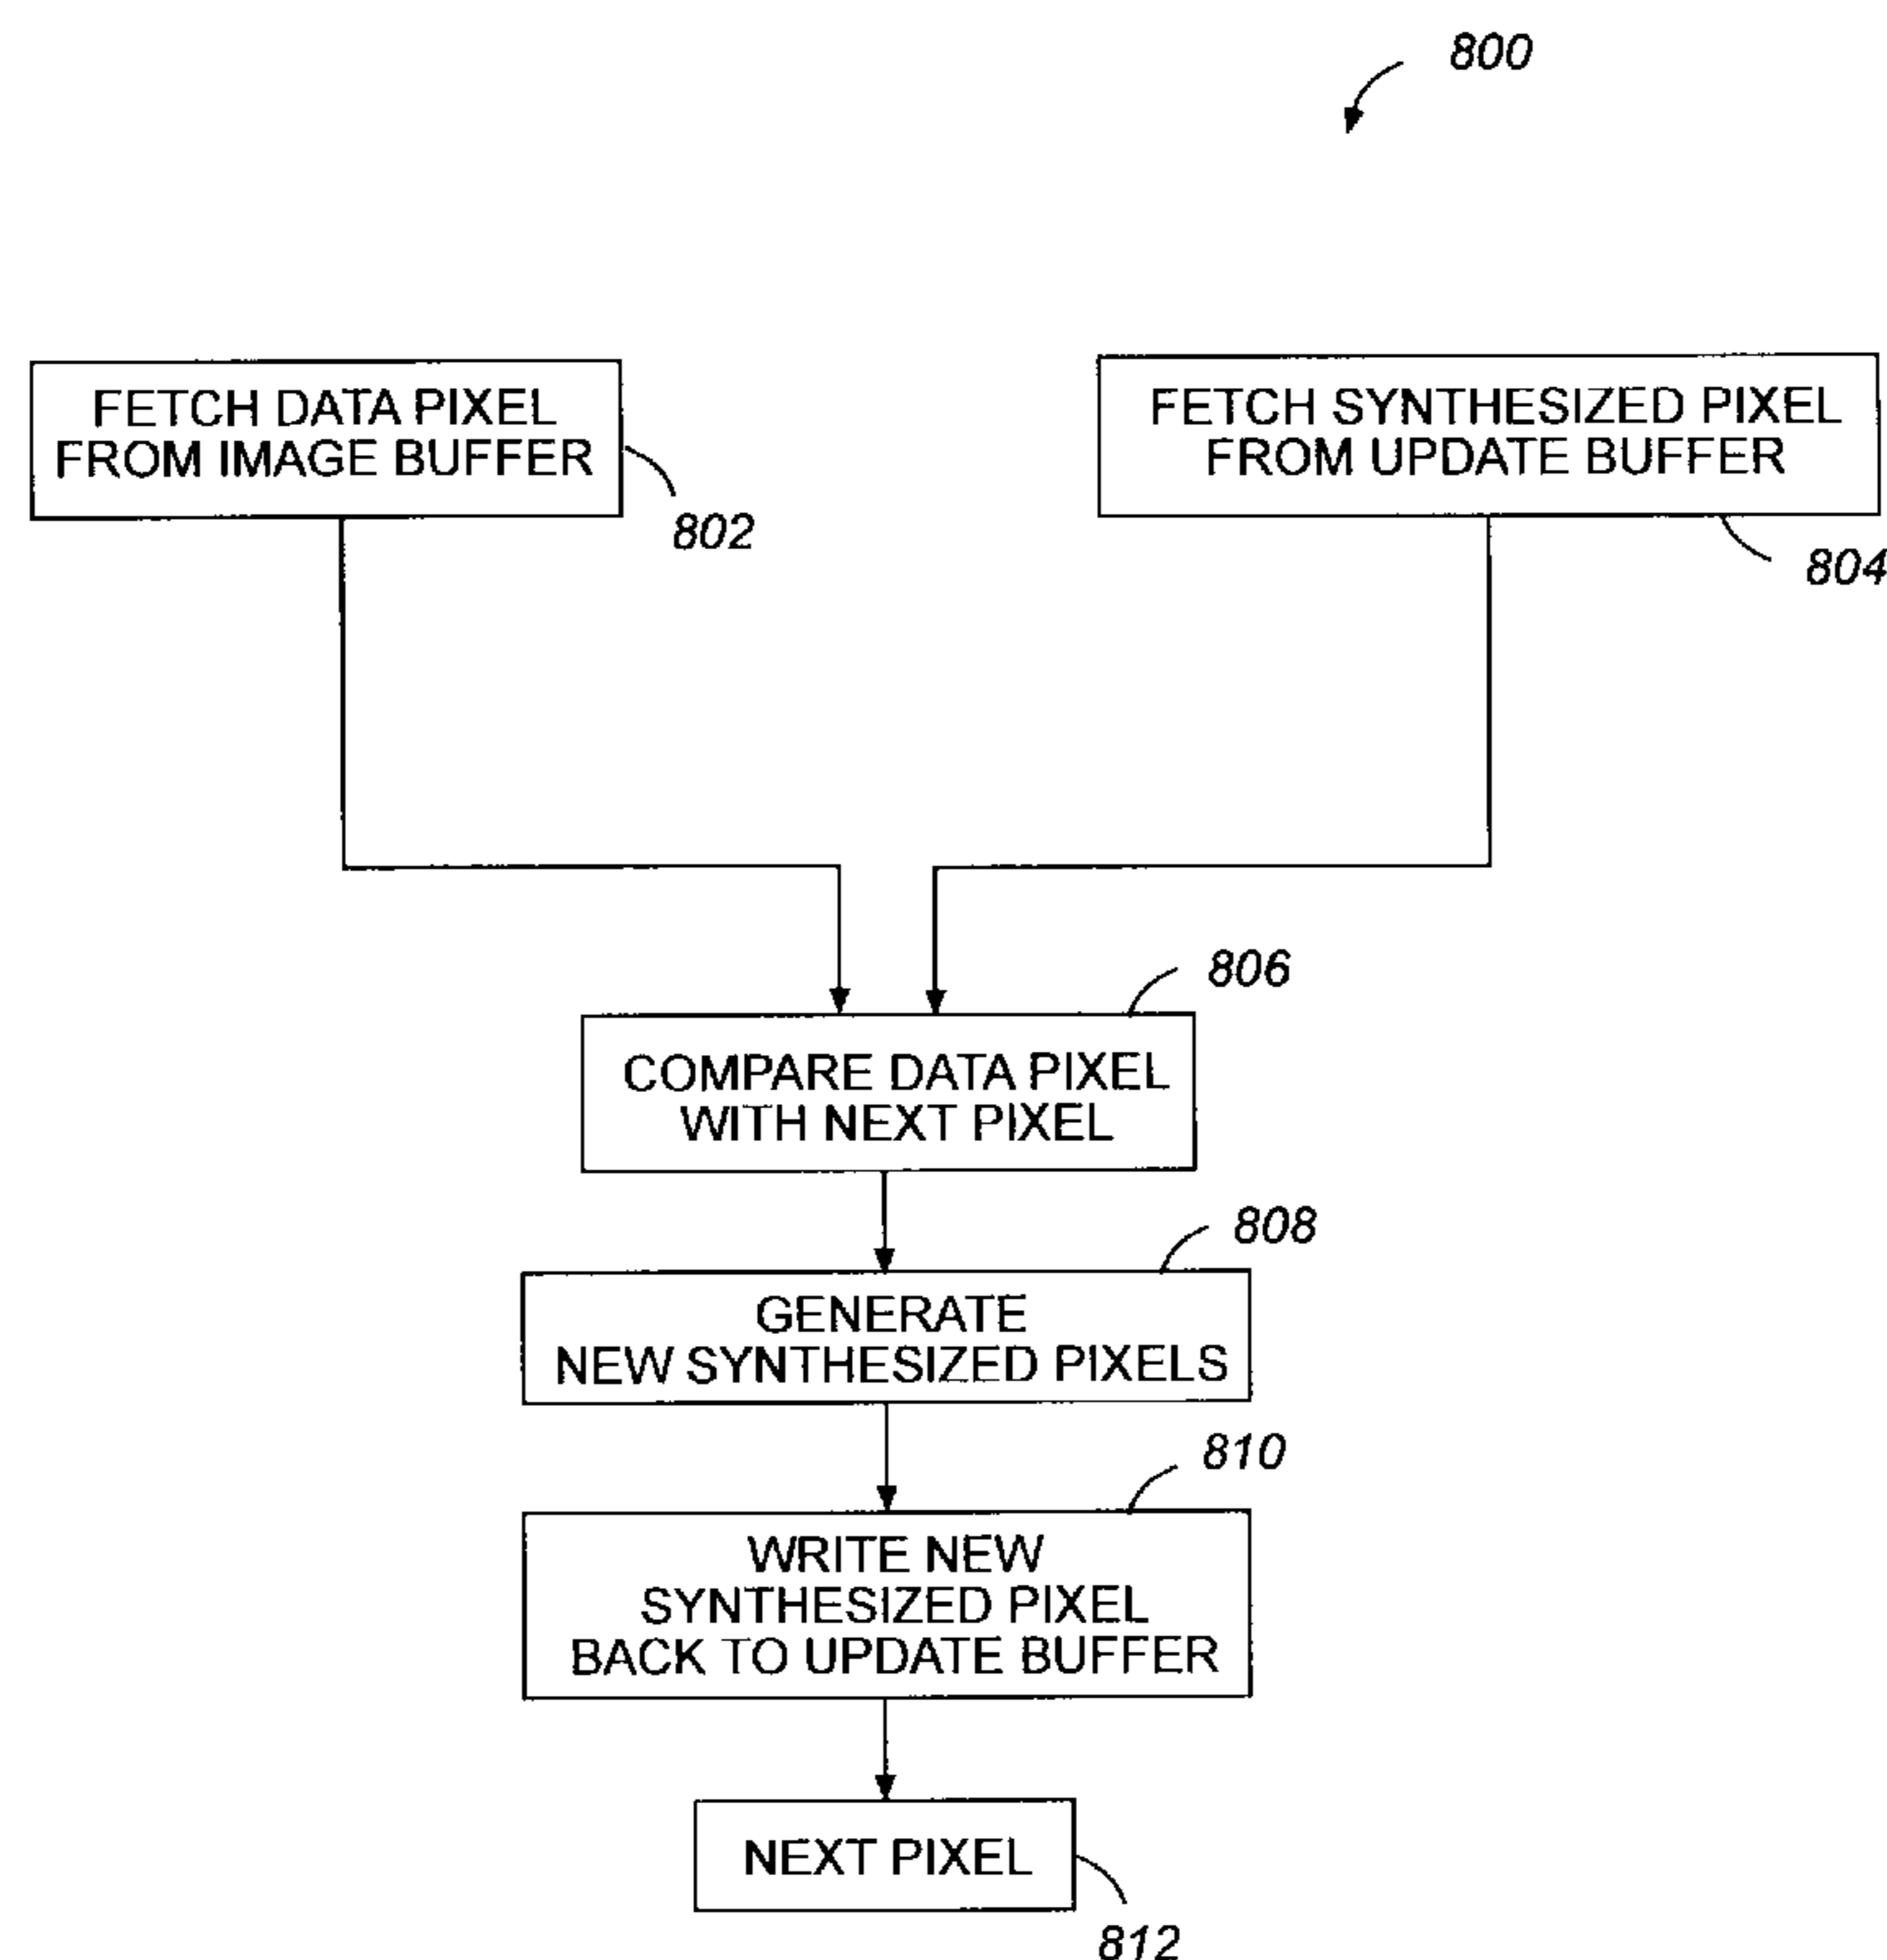 800
FETCH DATA PIXEL
FROM IMAGE BUFFER
802
FETCH SYNTHESIZED PIXEL
FROM UPDATE BUFFER
804
806
COMPARE DATA PIXEL
WITH NEXT PIXEL
808
GENERATE
NEW SYNTHESIZED PIXELS
810
WRITE NEW
SYNTHESIZED PIXEL
BACK TO UPDATE BUFFER
NEXT PIXEL
812